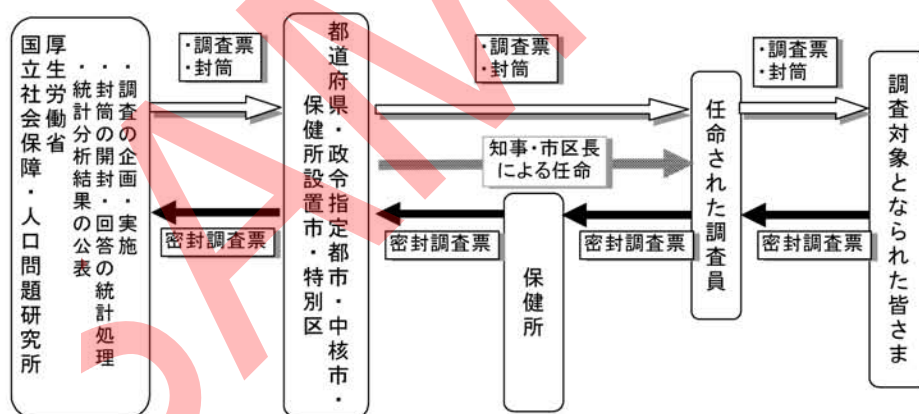 厚生労働省
国立社会保障・人口問題研究所
・調査の企画・実施
・封筒の開封・回答の統計処理
・統計分析結果の公表
・調査票
・封筒
密封調査票
都道府県・政令指定都市・中核市・
保健所設置市・特別区
・調査票
・封筒
知事・市区長
による任命
密封調査票
保健所
密封調査票
任命された調査員
・調査票
・封筒
密封調査票
調査対象となられた皆さま